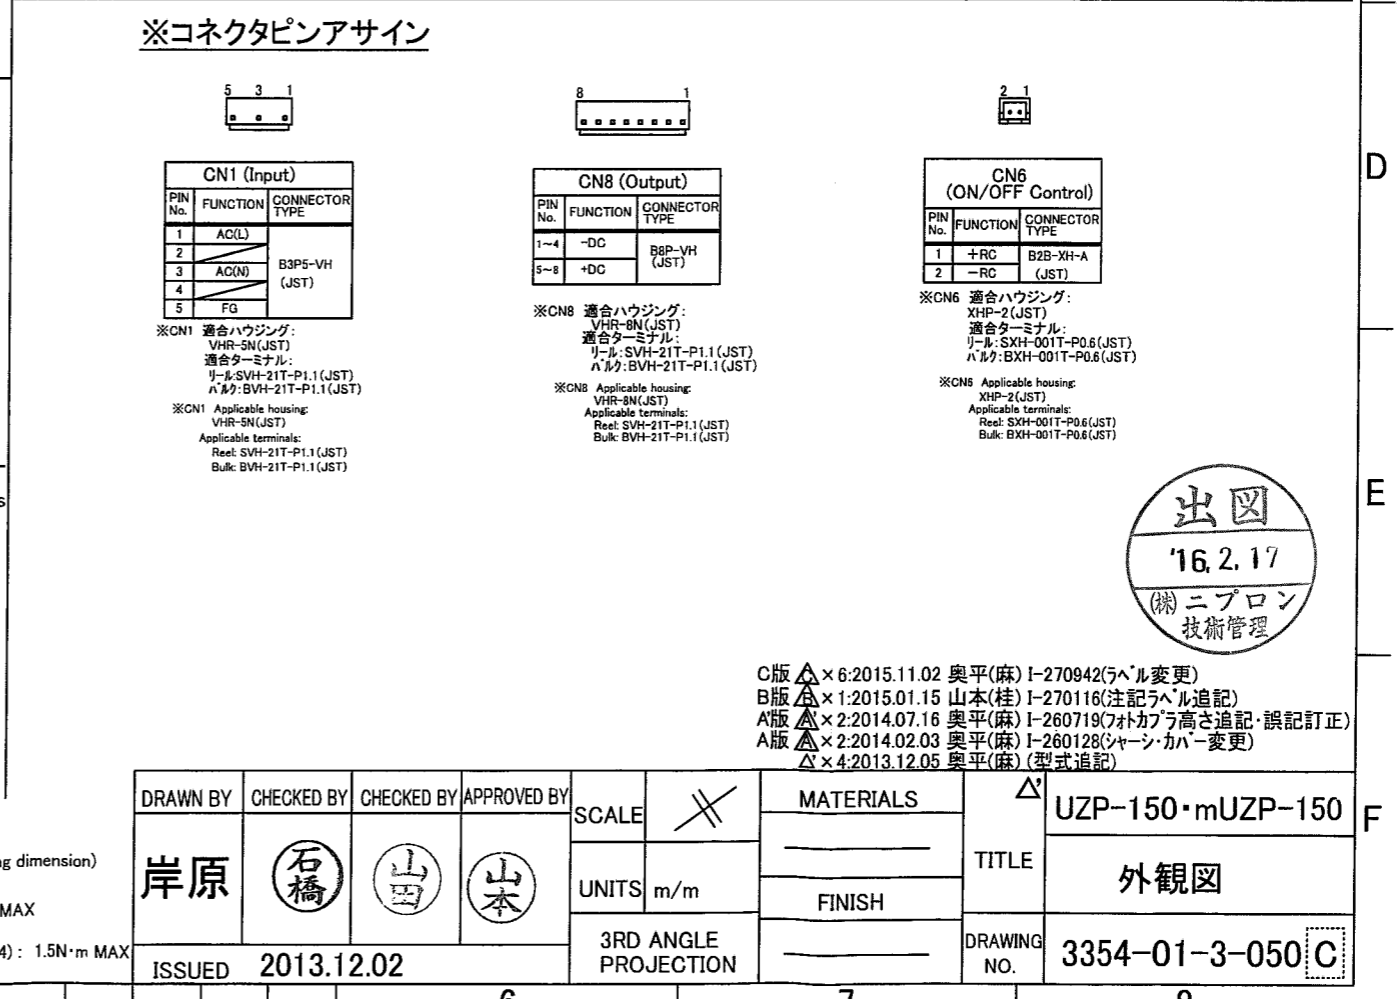 ※コネクタピンアサイン
5 3 1
CN1 (Input)
PIN No. FUNCTION CONNECTOR TYPE
1 AC(L)
2
3 AC(N)
4
5 FG
B3P5-VH
(JST)
※CN1 適合ハウジング:
VHR-5N(JST)
適合ターミナル:
リール:SVH-21T-P1.1(JST)
バルク:BVH-21T-P1.1(JST)
※CN1 Applicable housing:
VHR-5N(JST)
Applicable terminals:
Reel: SVH-21T-P1.1(JST)
Bulk: BVH-21T-P1.1(JST)
8 1
CN8 (Output)
PIN No. FUNCTION CONNECTOR TYPE
1~4 -DC
5~8 +DC
B8P-VH
(JST)
※CN8 適合ハウジング:
VHR-8N(JST)
適合ターミナル:
リール:SVH-21T-P1.1(JST)
バルク:BVH-21T-P1.1(JST)
※CN8 Applicable housing:
VHR-8N(JST)
Applicable terminals:
Reel: SVH-21T-P1.1(JST)
Bulk: BVH-21T-P1.1(JST)
2 1
CN6
(ON/OFF Control)
PIN No. FUNCTION CONNECTOR TYPE
1 +RC
2 -RC
B2B-XH-A
(JST)
※CN6 適合ハウジング:
XHP-2(JST)
適合ターミナル:
リール:SXH-001T-P0.6(JST)
バルク:BXH-001T-P0.6(JST)
※CN6 Applicable housing:
XHP-2(JST)
Applicable terminals:
Reel: SXH-001T-P0.6(JST)
Bulk: BXH-001T-P0.6(JST)
D
E
F
出図
'16.2.17
(株)ニプロン
技術管理
C版 C×6:2015.11.02 奥平(麻) I-270942(ラベル変更)
B版 B×1:2015.01.15 山本(桂) I-270116(注記ラベル追記)
A'版 A'×2:2014.07.16 奥平(麻) I-260719(フォトカプラ高さ追記・誤記訂正)
A版 A×2:2014.02.03 奥平(麻) I-260128(シャーシ・カバー変更)
△'×4:2013.12.05 奥平(麻) (型式追記)
g dimension)
MAX
4): 1.5N・m MAX
DRAWN BY CHECKED BY CHECKED BY APPROVED BY
岸原 石橋 山田 山本
ISSUED 2013.12.02
SCALE
UNITS m/m
3RD ANGLE
PROJECTION
MATERIALS
FINISH
TITLE
△'
UZP-150・mUZP-150
外観図
DRAWING NO.
3354-01-3-050 C